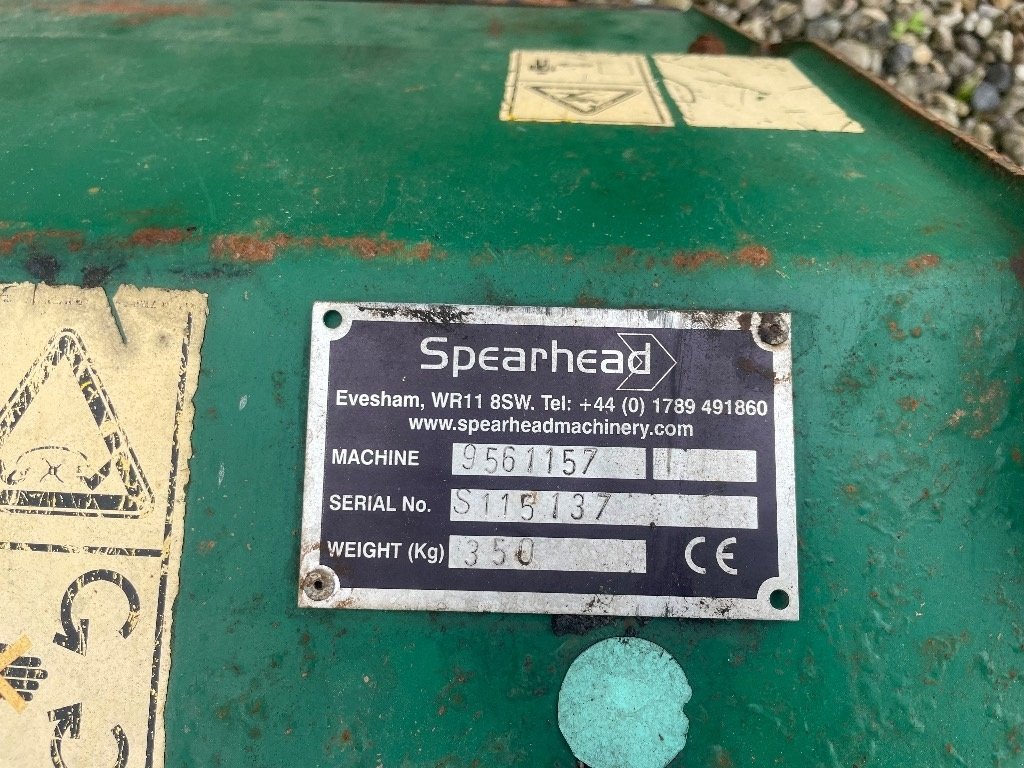 Spearhead
Evesham, WR11 8SW. Tel: +44 (0) 1789 491860
www.spearheadmachinery.com
MACHINE 9561157
SERIAL No. S115137
WEIGHT (Kg) 350
CE